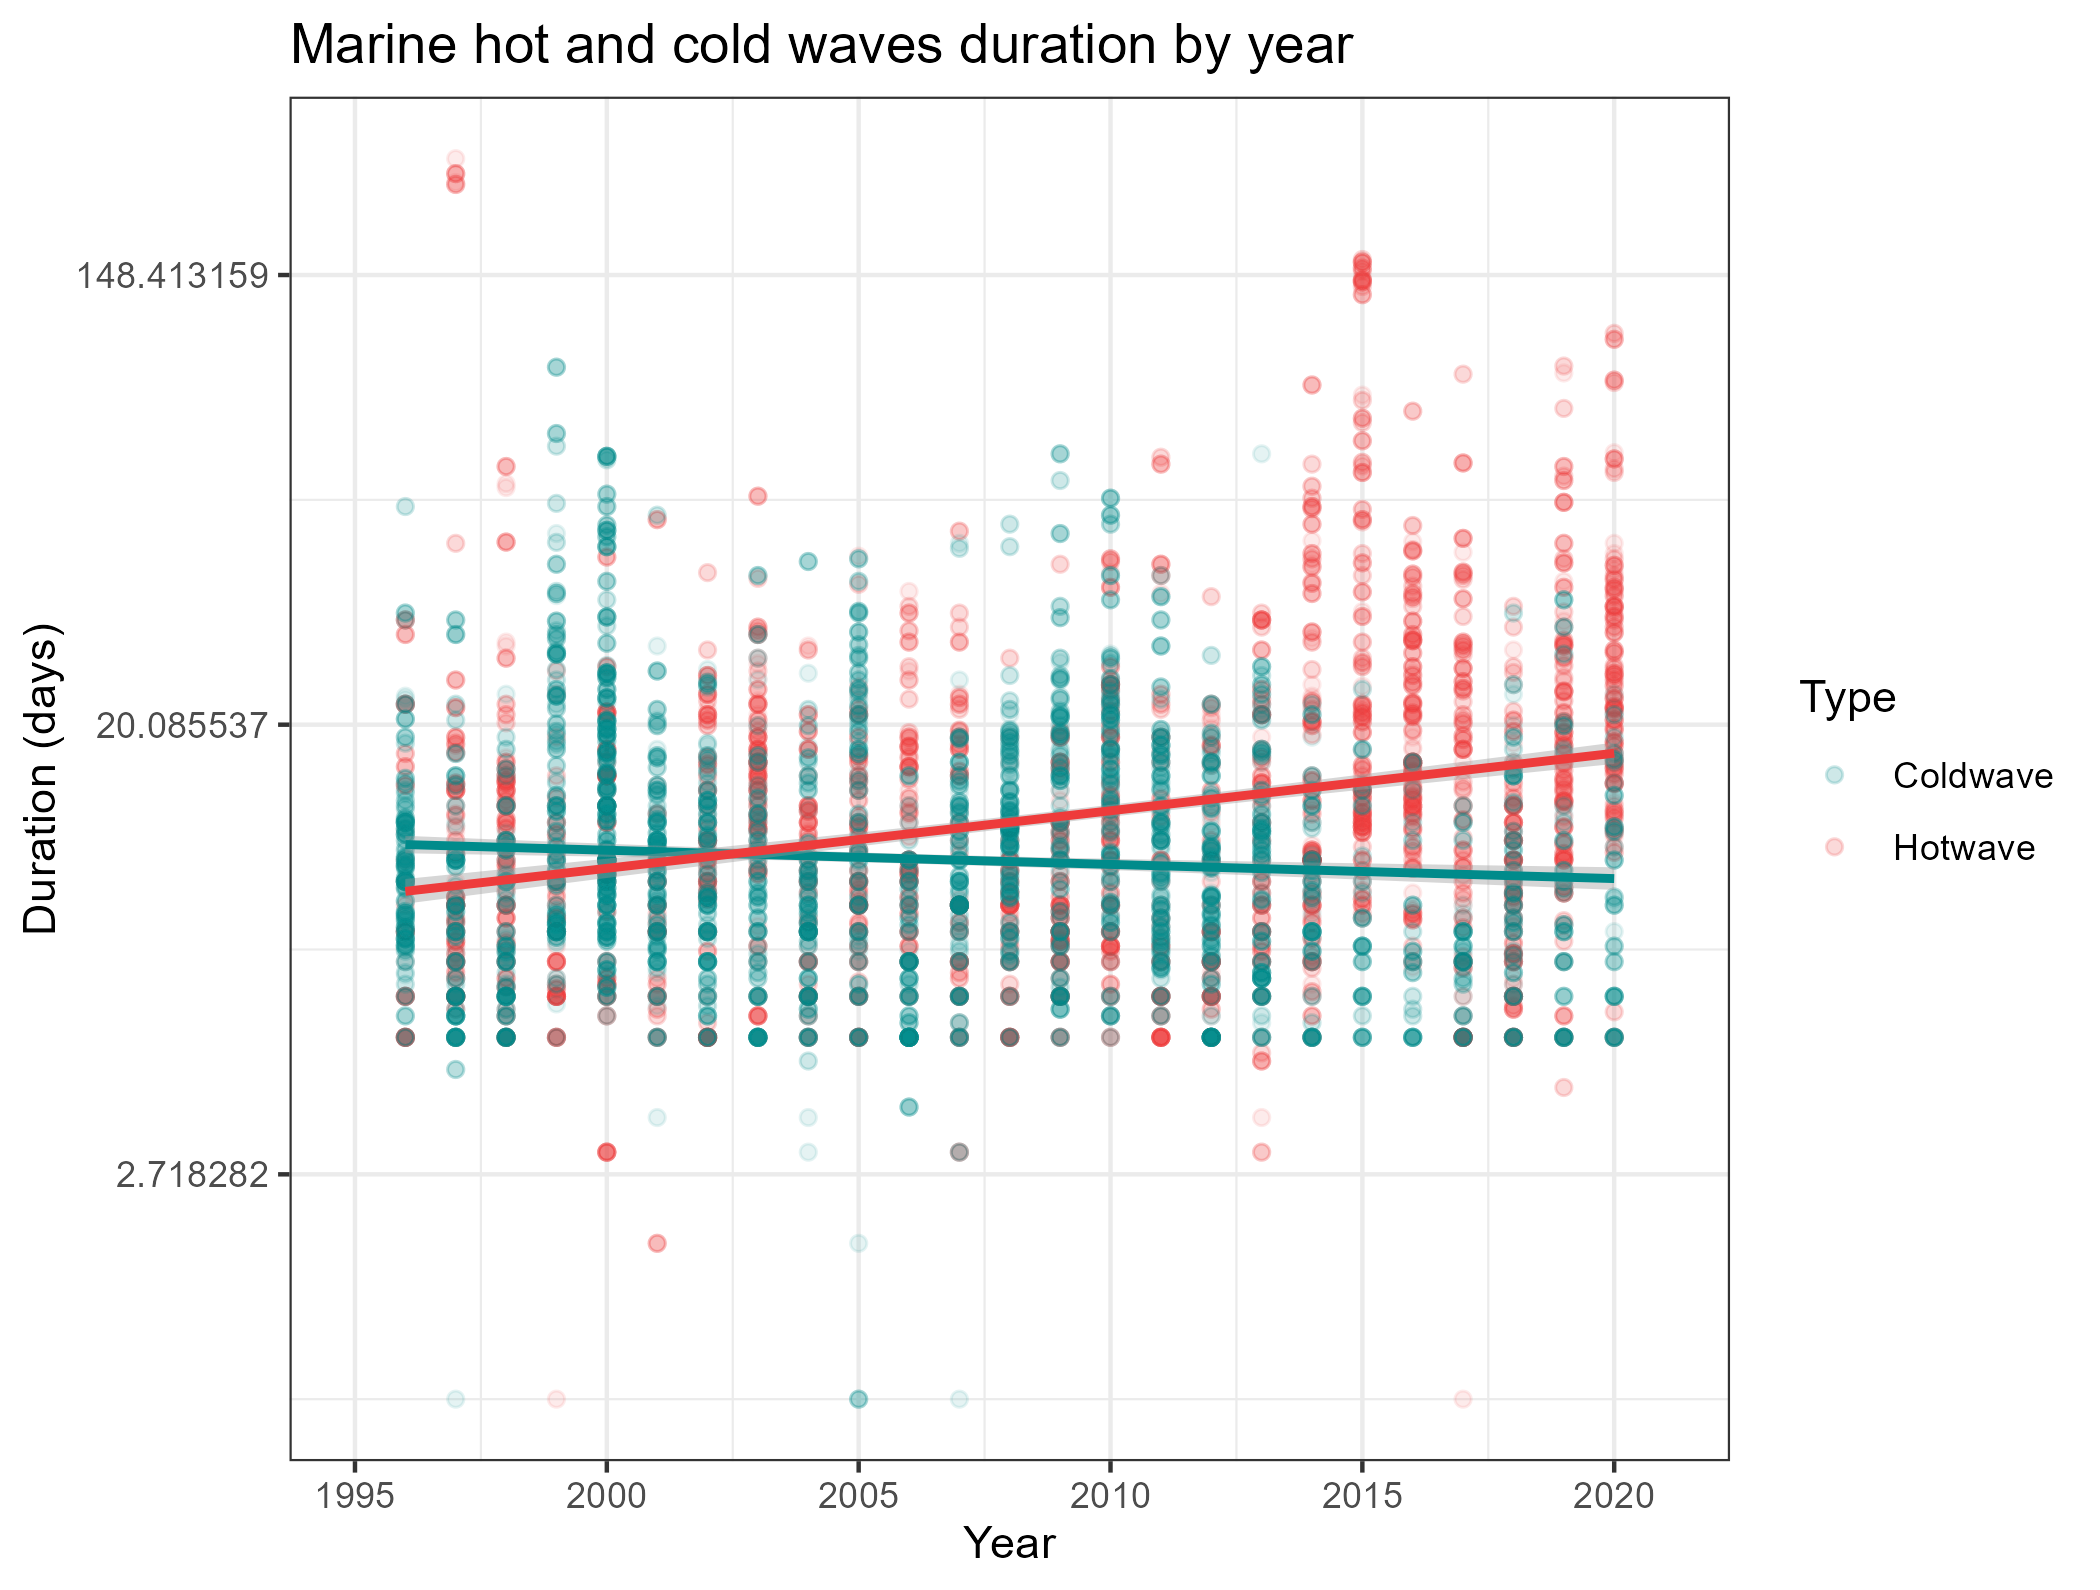 Marine hot and cold waves duration by year
Duration (days)
148.413159
20.085537
2.718282
1995 2000 2005 2010 2015 2020
Year
Type
Coldwave
Hotwave